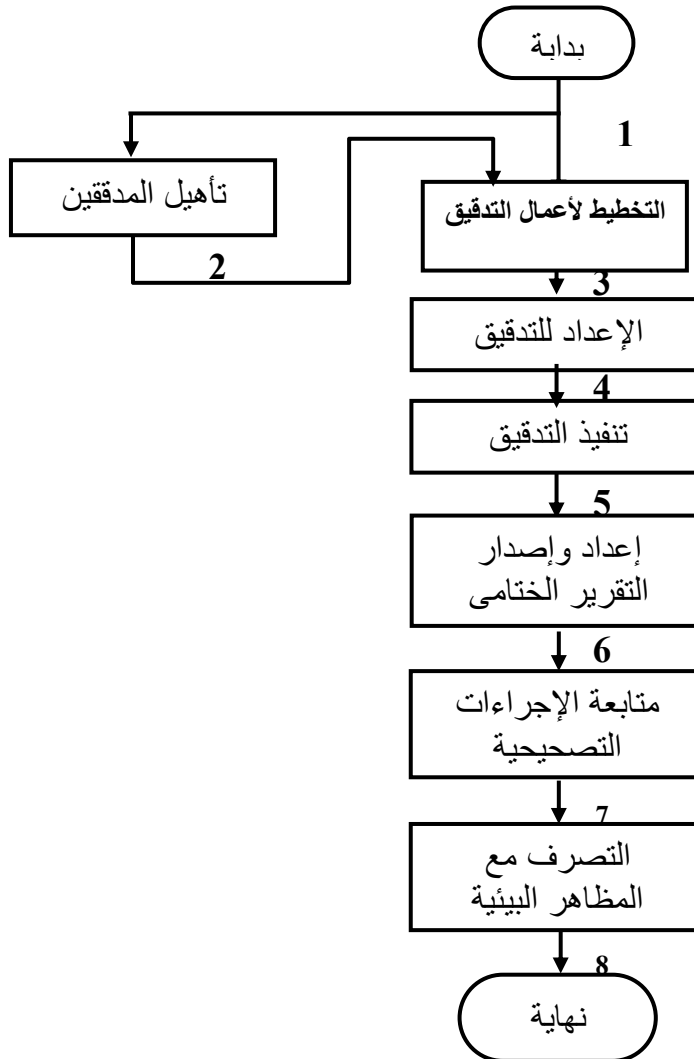 بداية
1
تأهيل المدققين
التخطيط لأعمال التدقيق
2
3
الإعداد للتدقيق
4
تنفيذ التدقيق
5
إعداد وإصدار
التقرير الختامى
6
متابعة الإجراءات
التصحيحية
7
التصرف مع
المظاهر البيئية
8
نهاية